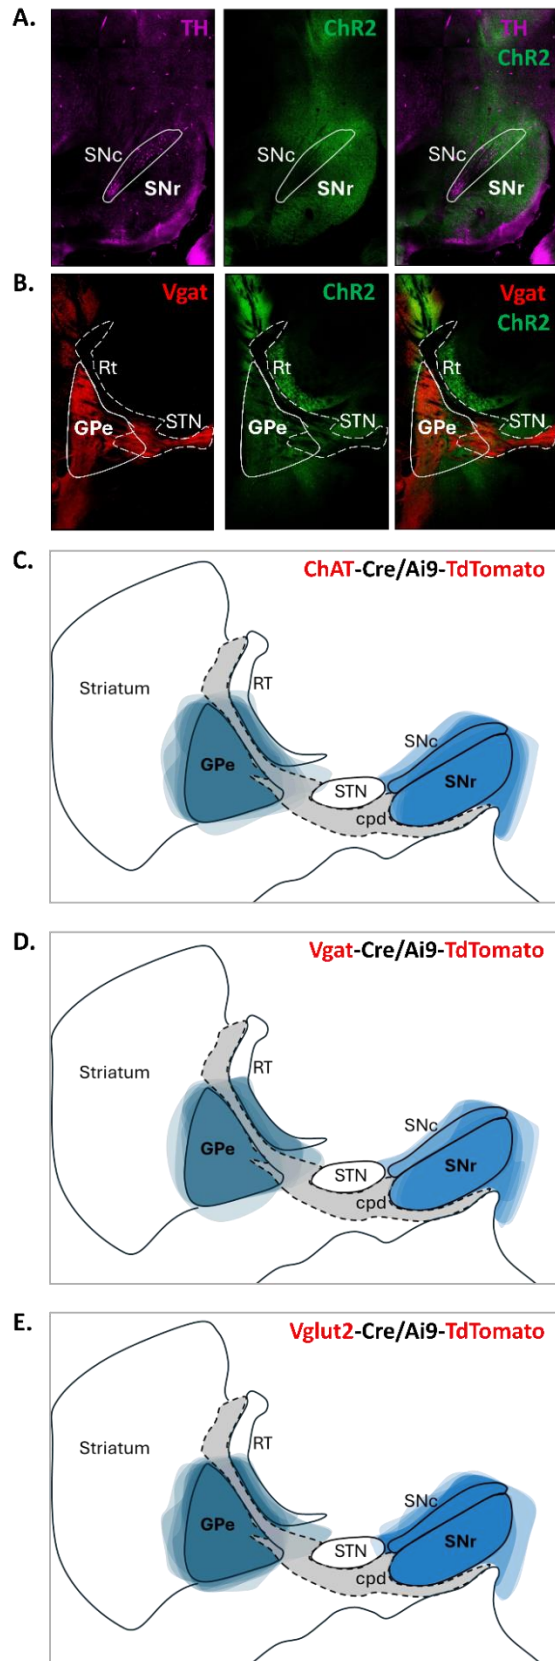 A.
TH
ChR2
TH
ChR2
SNc
SNr
SNc
SNr
SNc
SNr
B.
Vgat
ChR2
Vgat
ChR2
Rt
GPe
STN
Rt
GPe
STN
Rt
GPe
STN
C.
ChAT-Cre/Ai9-TdTomato
Striatum
RT
GPe
SNc
SNr
STN
cpd
D.
Vgat-Cre/Ai9-TdTomato
Striatum
RT
GPe
SNc
SNr
STN
cpd
E.
Vglut2-Cre/Ai9-TdTomato
Striatum
RT
GPe
SNc
SNr
STN
cpd